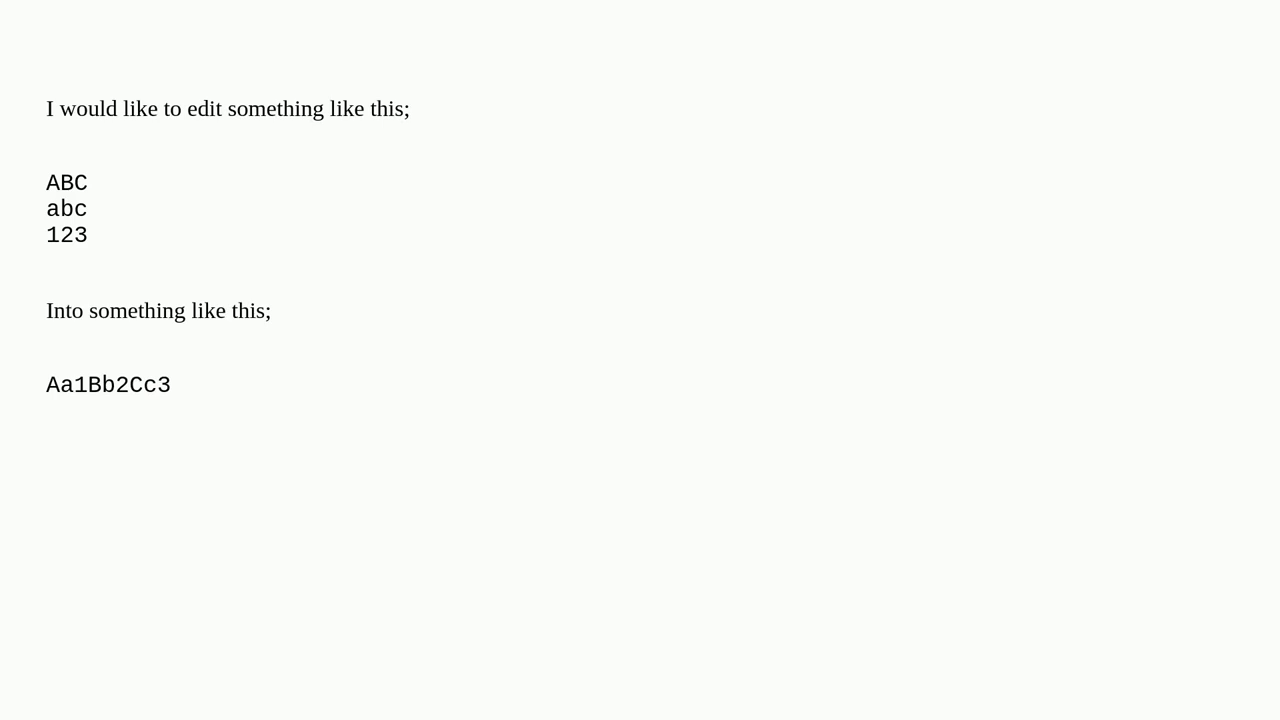 I would like to edit something like this;
ABC
abc
123
Into something like this;
Aa1Bb2Cc3